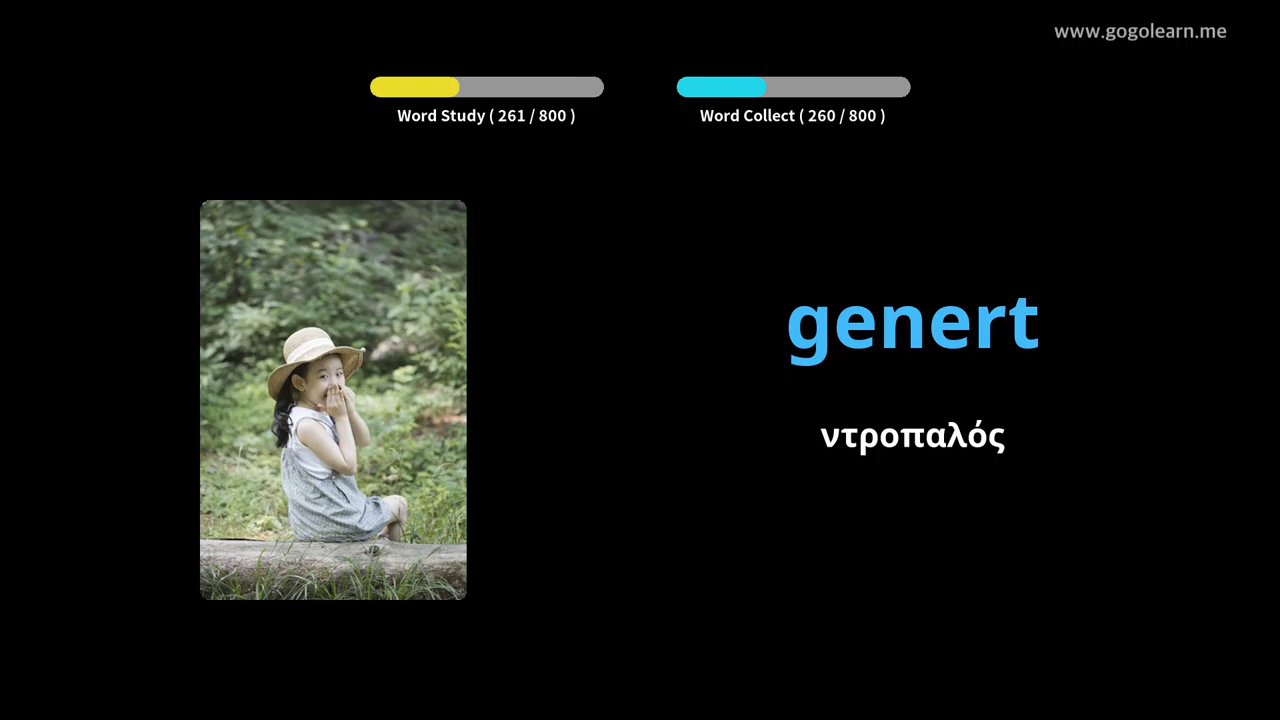 www.gogolearn.me
Word Study ( 261 / 800 )
Word Collect ( 260 / 800 )
genert
ντροπαλός